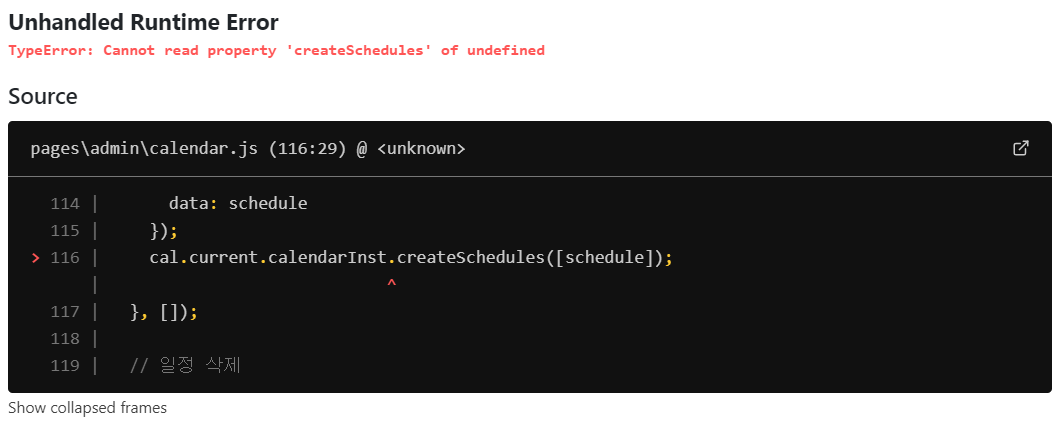 Unhandled Runtime Error
TypeError: Cannot read property 'createSchedules' of undefined
Source
pages\admin\calendar.js (116:29) @ <unknown>
114 |       data: schedule
115 |     });
> 116 |     cal.current.calendarInst.createSchedules([schedule]);
|                             ^
117 |   }, []);
118 |
119 |   // 일정 삭제
Show collapsed frames